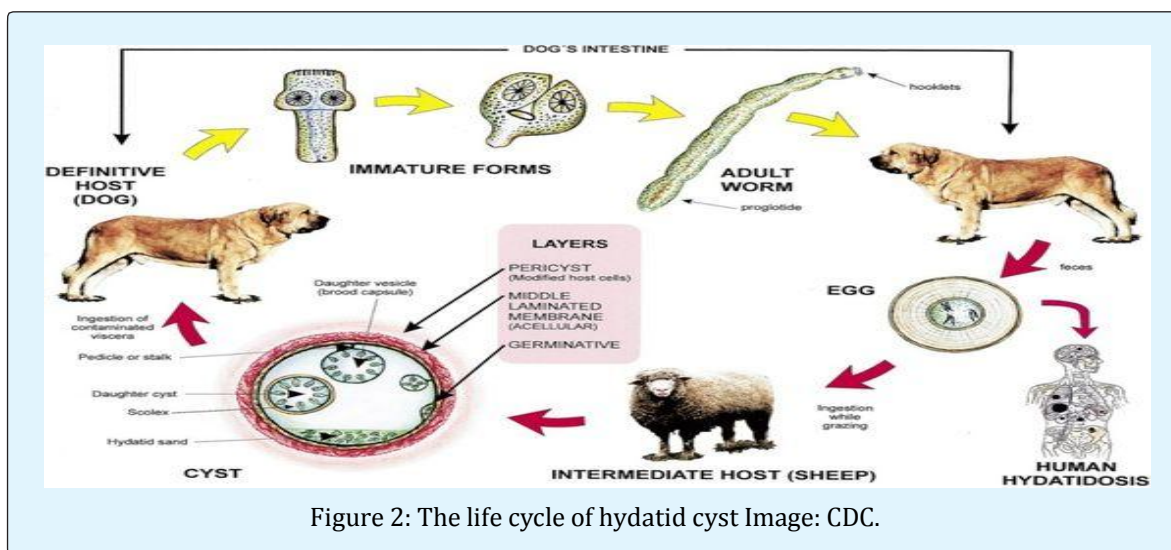 DOG'S INTESTINE
hooklets
IMMATURE FORMS
ADULT
WORM
proglotide
DEFINITIVE
HOST
(DOG)
LAYERS
PERICYST
(Modified host cells)
MIDDLE
LAMINATED
MEMBRANE
(ACELLULAR)
GERMINATIVE
feces
EGG
Daughter vesicle
(brood capsule)
Ingestion of
contaminated
viscera
Pedicle or stalk
Daughter cyst
Scolex
Hydatid sand
CYST
Ingestion
while
grazing
INTERMEDIATE HOST (SHEEP)
HUMAN
HYDATIDOSIS
Figure 2: The life cycle of hydatid cyst Image: CDC.